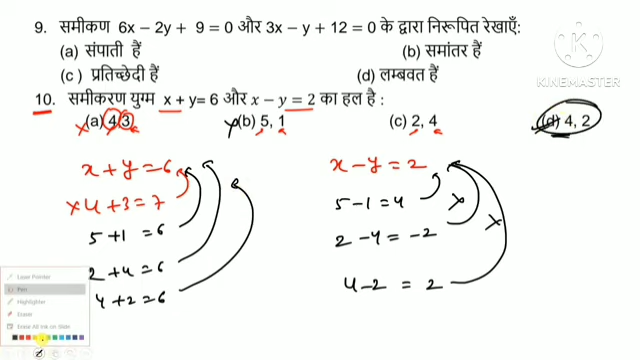 9. समीकण 6x – 2y + 9 = 0 और 3x – y + 12 = 0 के द्वारा निरूपित रेखाएँ:
(a) संपाती हैं (b) समांतर हैं
(c) प्रतिच्छेदी हैं (d) लम्बवत हैं
10. समीकरण युग्म x + y= 6 और x – y = 2 का हल है :
(a) 4, 3 (b) 5, 1 (c) 2, 4 (d) 4, 2
x + y = 6 x – y = 2
x 4 + 3 = 7 5 – 1 = 4
5 + 1 = 6 2 – 4 = -2
2 + 4 = 6 4 – 2 = 2
4 + 2 = 6
KINEMASTER
Laser Pointer
Pen
Highlighter
Eraser
Erase All Ink on Slide